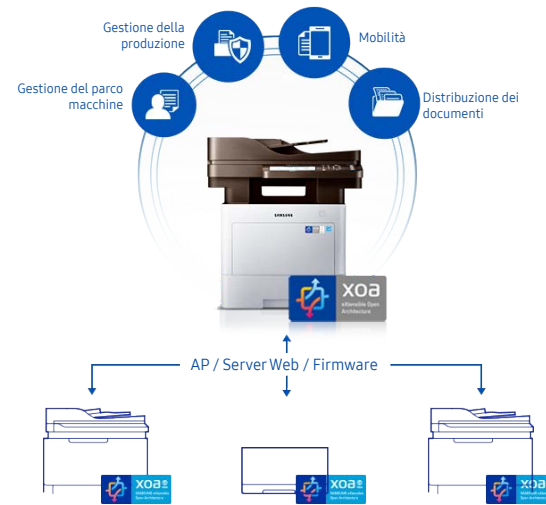 Gestione della
produzione
Mobilità
Gestione del parco
macchine
Distribuzione dei
documenti
SAMSUNG
xoa
eXtensible Open
Architecture
AP / Server Web / Firmware
xoa
xoa
xoa